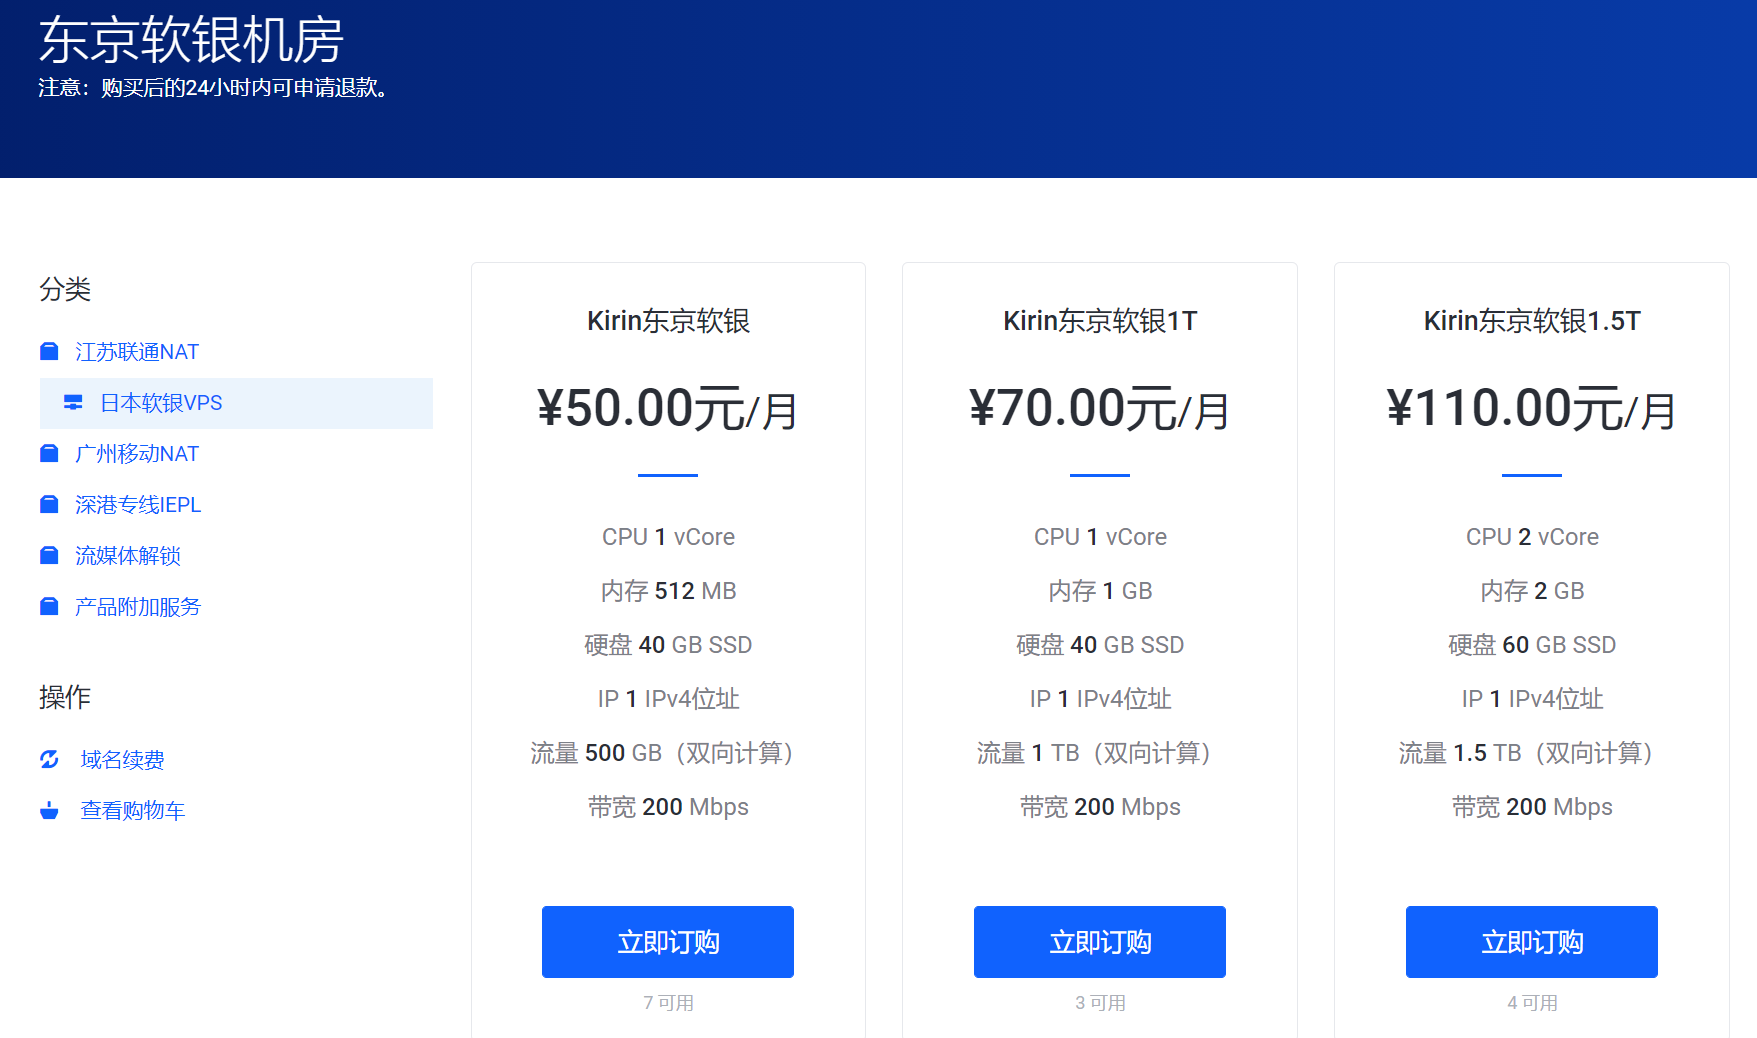 东京软银机房
注意：购买后的24小时内可申请退款。
分类
江苏联通NAT
日本软银VPS
广州移动NAT
深港专线IEPL
流媒体解锁
产品附加服务
操作
域名续费
查看购物车
Kirin东京软银
¥50.00元/月
CPU 1 vCore
内存 512 MB
硬盘 40 GB SSD
IP 1 IPv4位址
流量 500 GB（双向计算）
带宽 200 Mbps
立即订购
7 可用
Kirin东京软银1T
¥70.00元/月
CPU 1 vCore
内存 1 GB
硬盘 40 GB SSD
IP 1 IPv4位址
流量 1 TB（双向计算）
带宽 200 Mbps
立即订购
3 可用
Kirin东京软银1.5T
¥110.00元/月
CPU 2 vCore
内存 2 GB
硬盘 60 GB SSD
IP 1 IPv4位址
流量 1.5 TB（双向计算）
带宽 200 Mbps
立即订购
4 可用